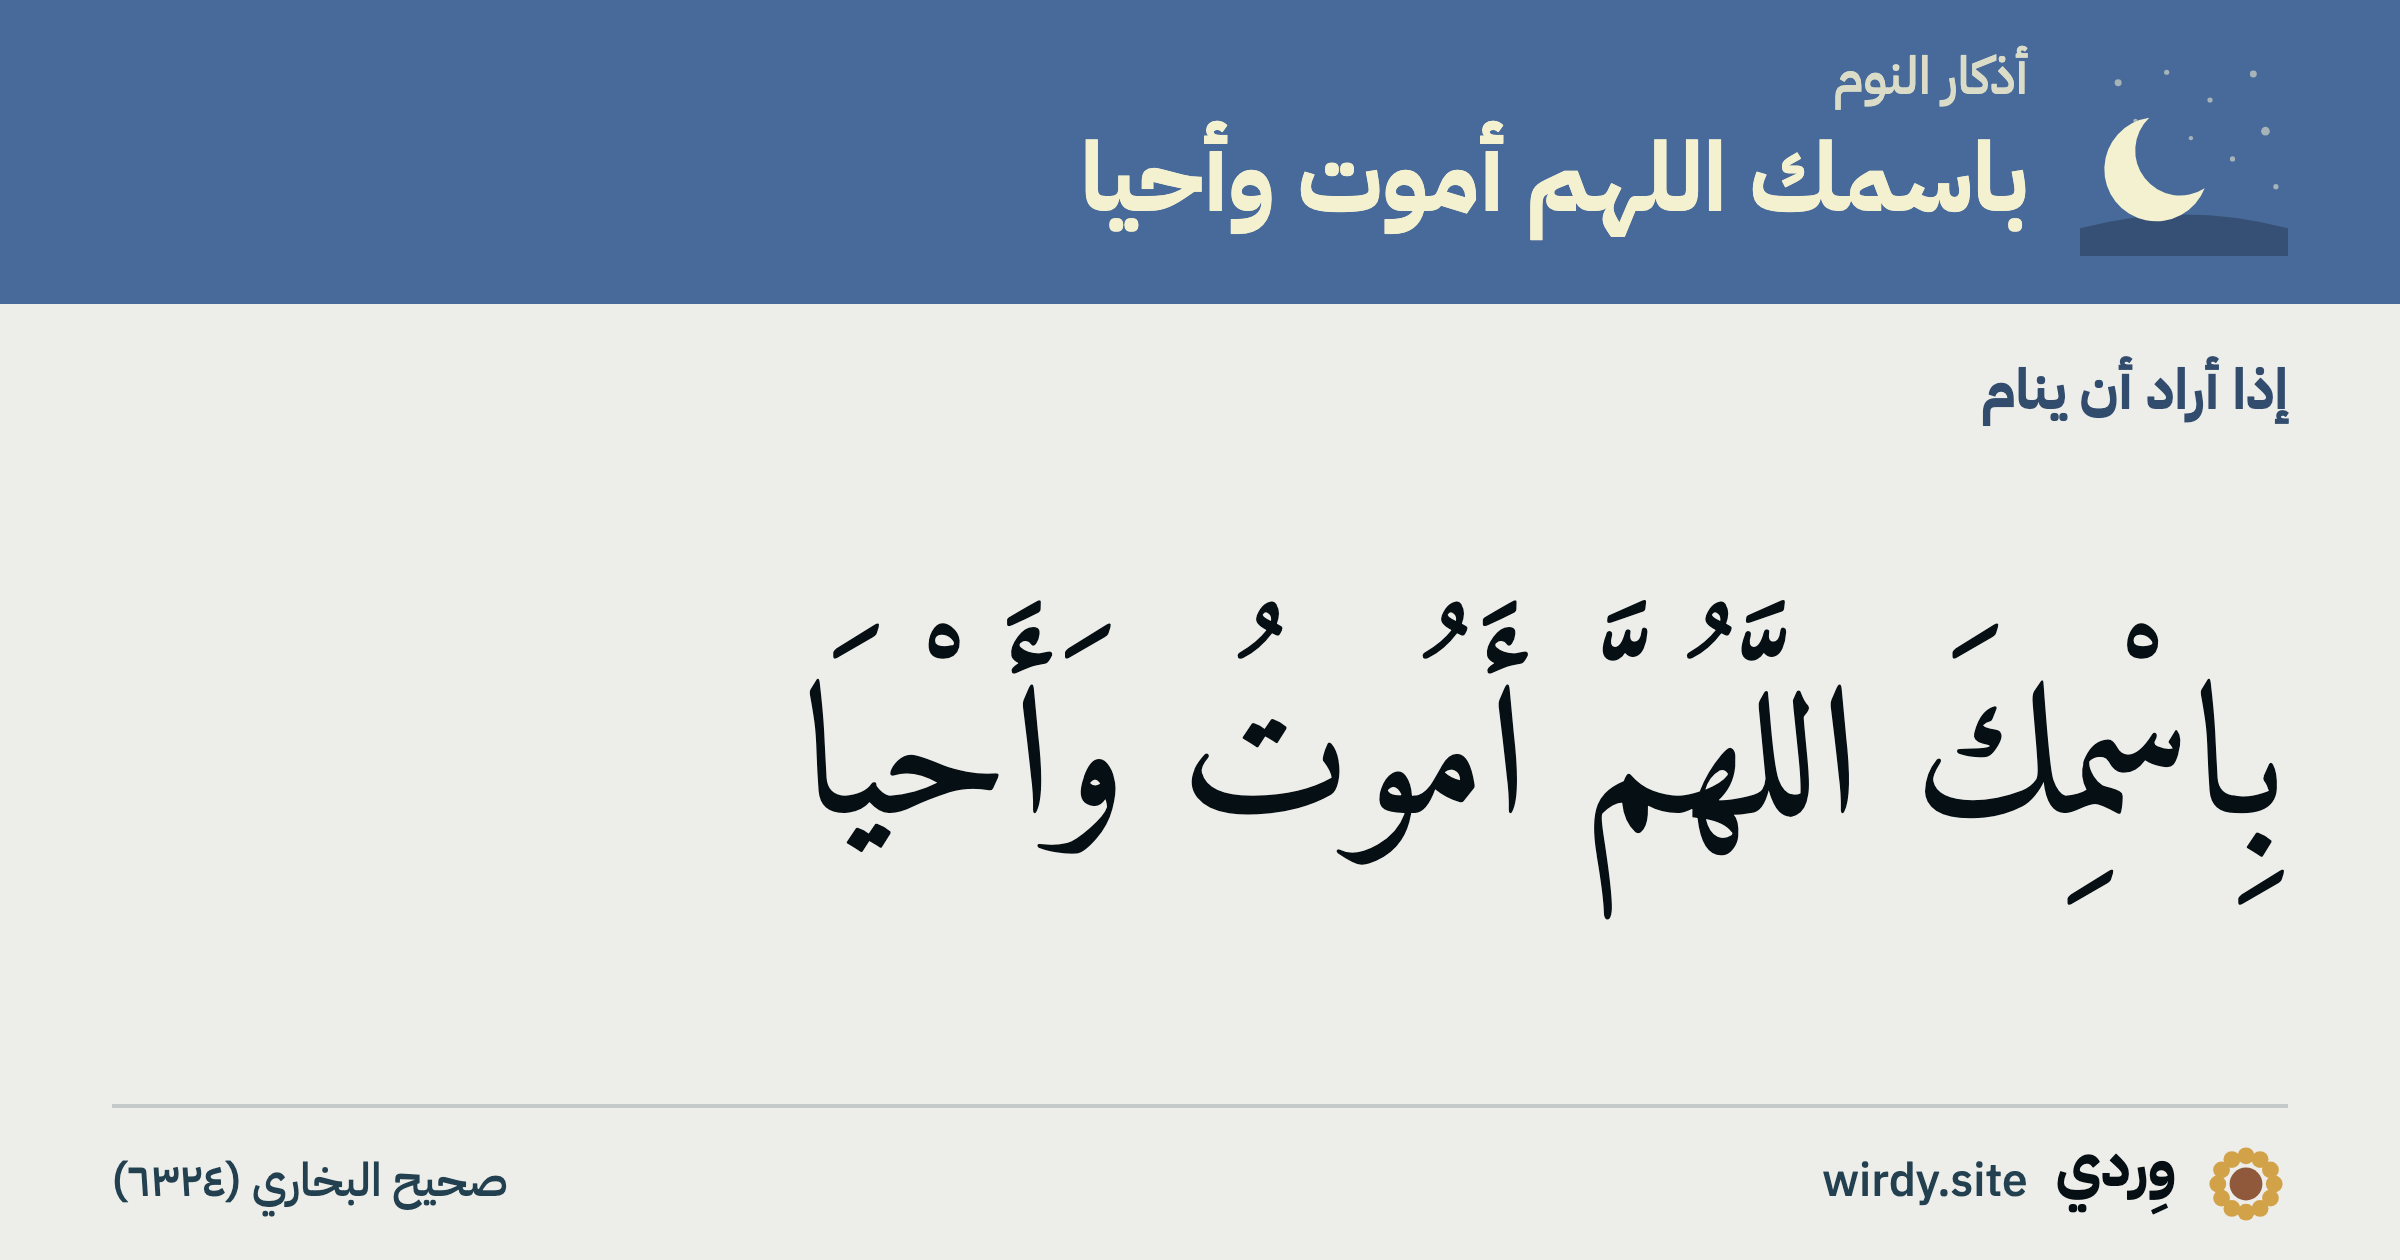 أذكار النوم
باسمك اللهم أموت وأحيا
إذا أراد أن ينام
بِاسْمِكَ اللَّهُمَّ أَمُوتُ وَأَحْيَا
وِردي wirdy.site
صحيح البخاري (٦٣٢٤)